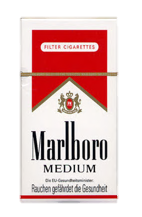 FILTER CIGARETTES
Marlboro
MEDIUM
Die EU-Gesundheitsminister:
Rauchen gefährdet die Gesundheit